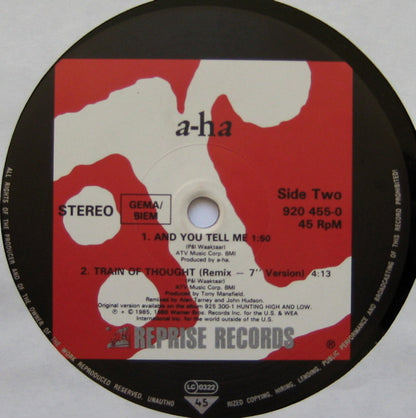 a-ha
STEREO
GEMA/
BIEM
Side Two
920 455-0
45 RpM
1. AND YOU TELL ME 1:50
(P&l Waaktaar)
ATV Music Corp. BMI
Produced by a-ha.
2. TRAIN OF THOUGHT (Remix — 7" Version) 4:13
(P&l Waaktaar)
ATV Music Corp. BMI
Produced by Tony Mansfield.
Remixed by Alan Tarney and John Hudson.
Original version available on the album 925 300-1 HUNTING HIGH AND LOW.
℗ + © 1985, 1986 Warner Bros. Records Inc. for the U.S. & WEA
International Inc. for the world outside of the U.S.
REPRISE RECORDS
℗
ALL RIGHTS OF THE PRODUCER AND OF THE OWNER OF THE WORK REPRODUCED RESERVED. UNAUTHO
LC 0322
45
RIZED COPYING, HIRING, LENDING, PUBLIC PERFORMANCE AND BROADCASTING OF THIS RECORD PROHIBITED!